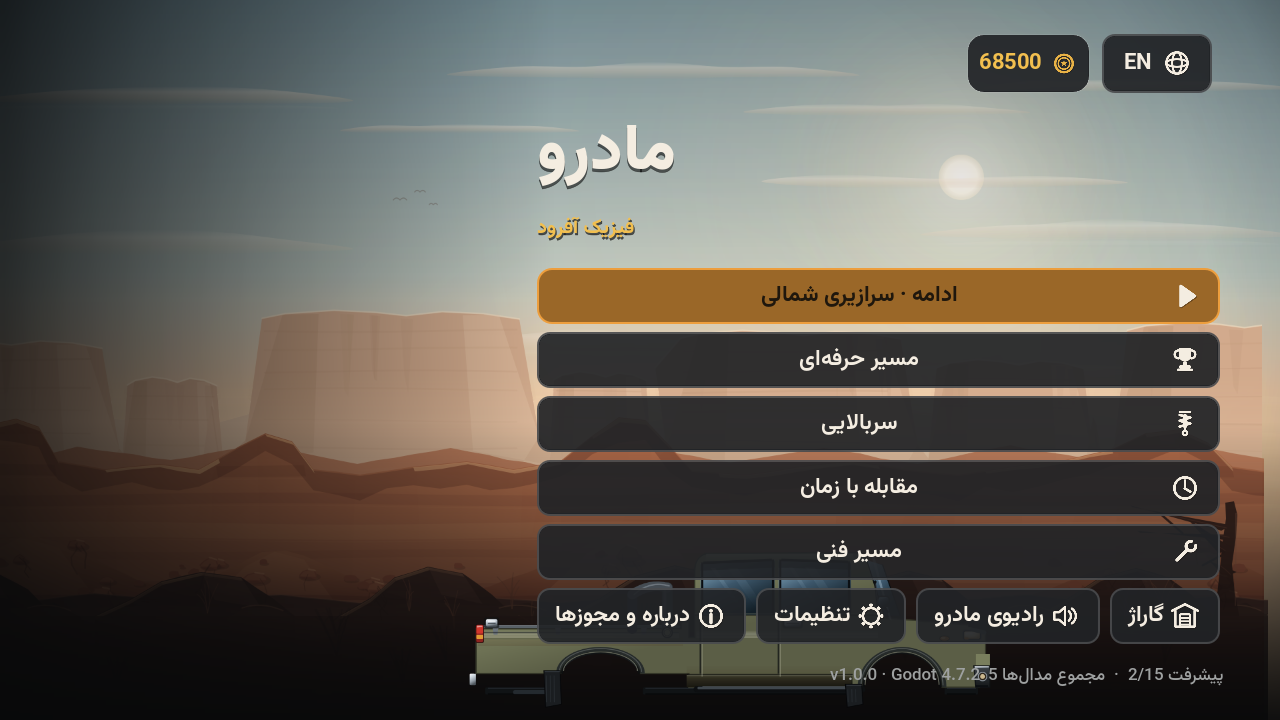 EN
68500
مادرو
فیزیک آفرود
ادامه · سرازیری شمالی
مسیر حرفه‌ای
سربالایی
مقابله با زمان
مسیر فنی
گاراژ
رادیوی مادرو
تنظیمات
درباره و مجوزها
پیشرفت 2/15 · مجموع مدال‌ها 5
v1.0.0 · Godot 4.7.2